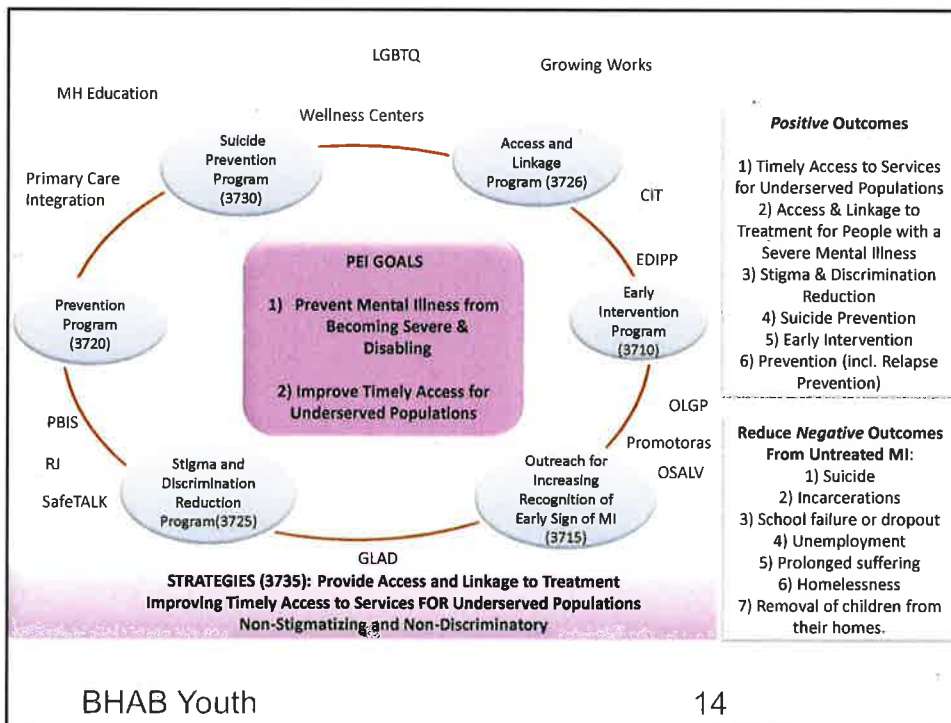 LGBTQ
Growing Works
MH Education
Wellness Centers
Suicide
Prevention
Program
(3730)
Access and
Linkage
Program (3726)
Primary Care
Integration
CIT
EDIPP
Prevention
Program
(3720)
PEI GOALS
1) Prevent Mental Illness from
Becoming Severe &
Disabling
2) Improve Timely Access for
Underserved Populations
Early
Intervention
Program
(3710)
OLGP
Promotoras
OSALV
PBIS
RJ
SafeTALK
Stigma and
Discrimination
Reduction
Program(3725)
Outreach for
Increasing
Recognition of
Early Sign of MI
(3715)
GLAD
STRATEGIES (3735): Provide Access and Linkage to Treatment
Improving Timely Access to Services FOR Underserved Populations
Non-Stigmatizing and Non-Discriminatory
Positive Outcomes
1) Timely Access to Services
for Underserved Populations
2) Access & Linkage to
Treatment for People with a
Severe Mental Illness
3) Stigma & Discrimination
Reduction
4) Suicide Prevention
5) Early Intervention
6) Prevention (incl. Relapse
Prevention)
Reduce Negative Outcomes
From Untreated MI:
1) Suicide
2) Incarcerations
3) School failure or dropout
4) Unemployment
5) Prolonged suffering
6) Homelessness
7) Removal of children from
their homes.
BHAB Youth
14